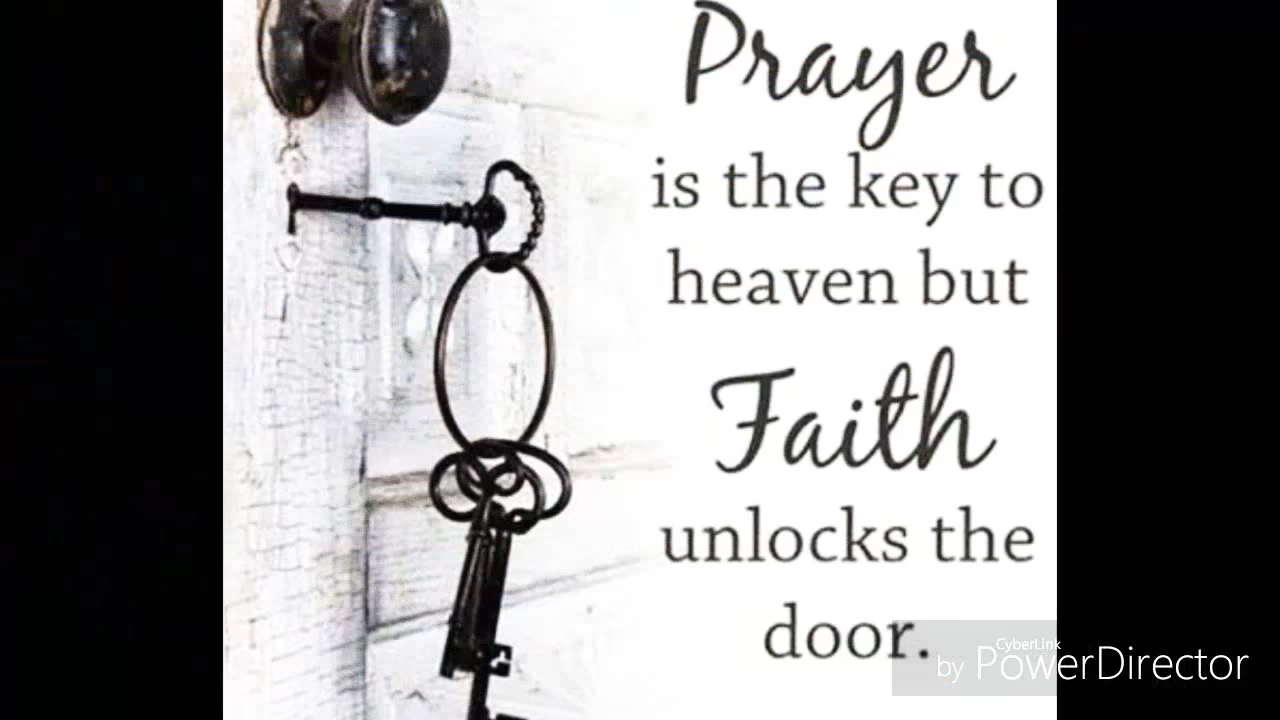 Prayer
is the key to
heaven but
Faith
unlocks the
door.
CyberLink
by PowerDirector